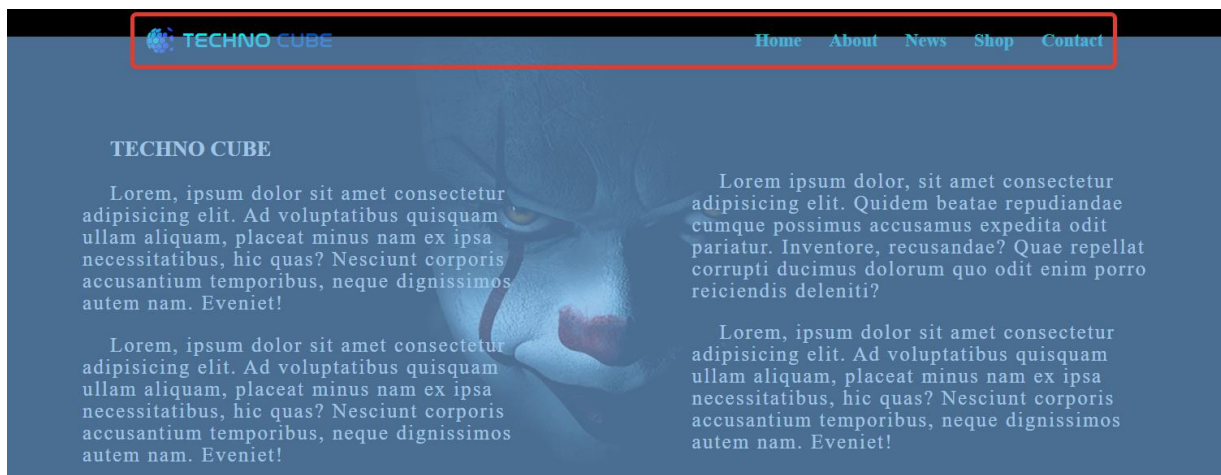 TECHNO CUBE
Home About News Shop Contact
TECHNO CUBE
Lorem, ipsum dolor sit amet consectetur
adipisicing elit. Ad voluptatibus quisquam
ullam aliquam, placeat minus nam ex ipsa
necessitatibus, hic quas? Nesciunt corporis
accusantium temporibus, neque dignissimos
autem nam. Eveniet!
Lorem, ipsum dolor sit amet consectetur
adipisicing elit. Ad voluptatibus quisquam
ullam aliquam, placeat minus nam ex ipsa
necessitatibus, hic quas? Nesciunt corporis
accusantium temporibus, neque dignissimos
autem nam. Eveniet!
Lorem ipsum dolor, sit amet consectetur
adipisicing elit. Quidem beatae repudiandae
cumque possimus accusamus expedita odit
pariatur. Inventore, recusandae? Quae repellat
corrupti ducimus dolorum quo odit enim porro
reiciendis deleniti?
Lorem, ipsum dolor sit amet consectetur
adipisicing elit. Ad voluptatibus quisquam
ullam aliquam, placeat minus nam ex ipsa
necessitatibus, hic quas? Nesciunt corporis
accusantium temporibus, neque dignissimos
autem nam. Eveniet!